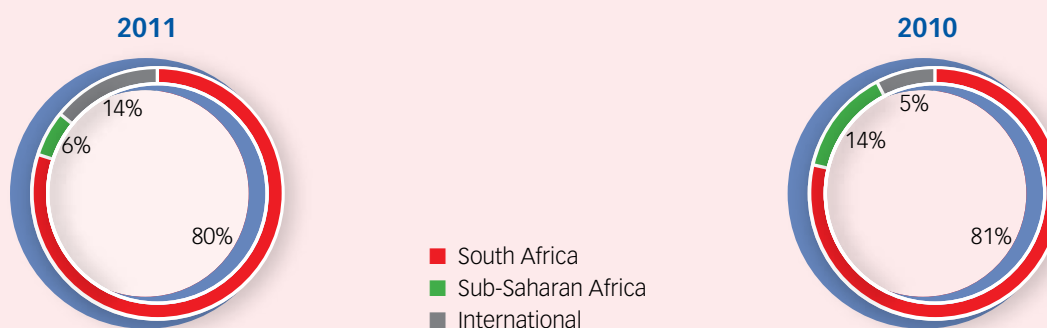 2011
14%
6%
80%
South Africa
Sub-Saharan Africa
International
2010
5%
14%
81%